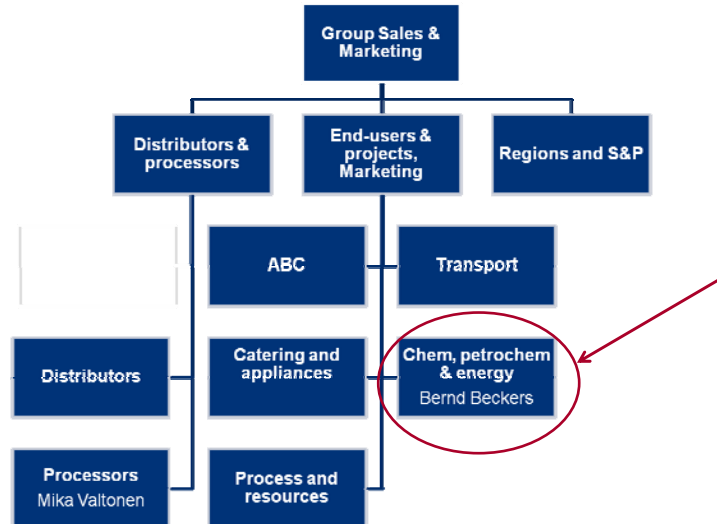 Group Sales &
Marketing
Distributors &
processors
End-users &
projects,
Marketing
Regions and S&P
ABC
Transport
Distributors
Catering and
appliances
Chem, petrochem
& energy
Bernd Beckers
Processors
Mika Valtonen
Process and
resources